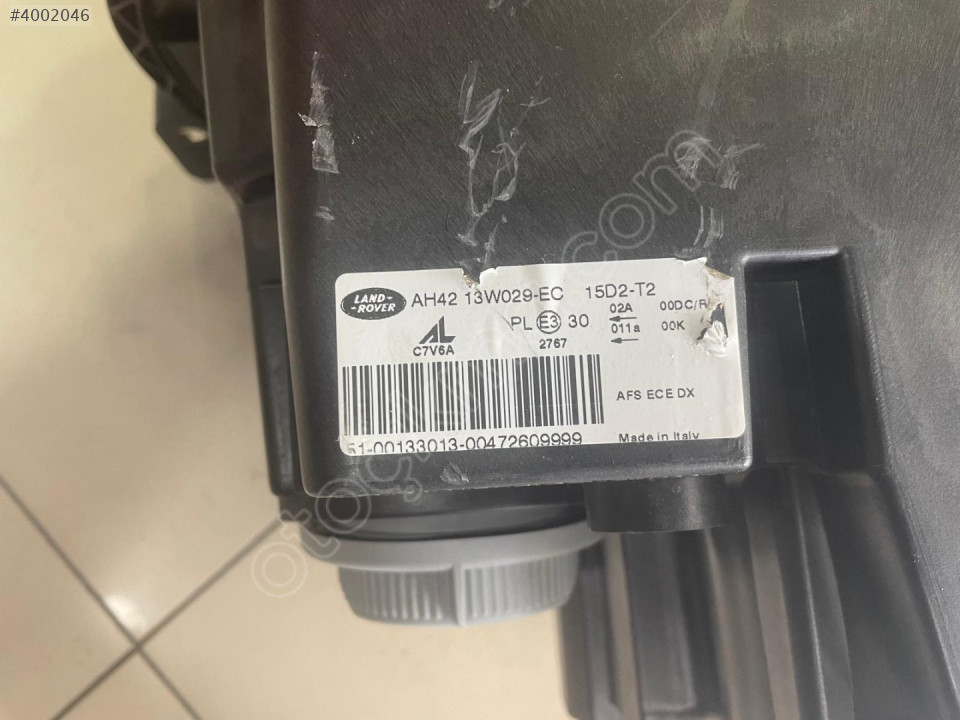 #4002046
LAND-
-ROVER
AH42 13W029-EC 15D2-T2
PL E3 30
02A 00DC/R
011a 00K
AL
C7V6A
2767
AFS ECE DX
51-00133013-00472609999
Made in Italy